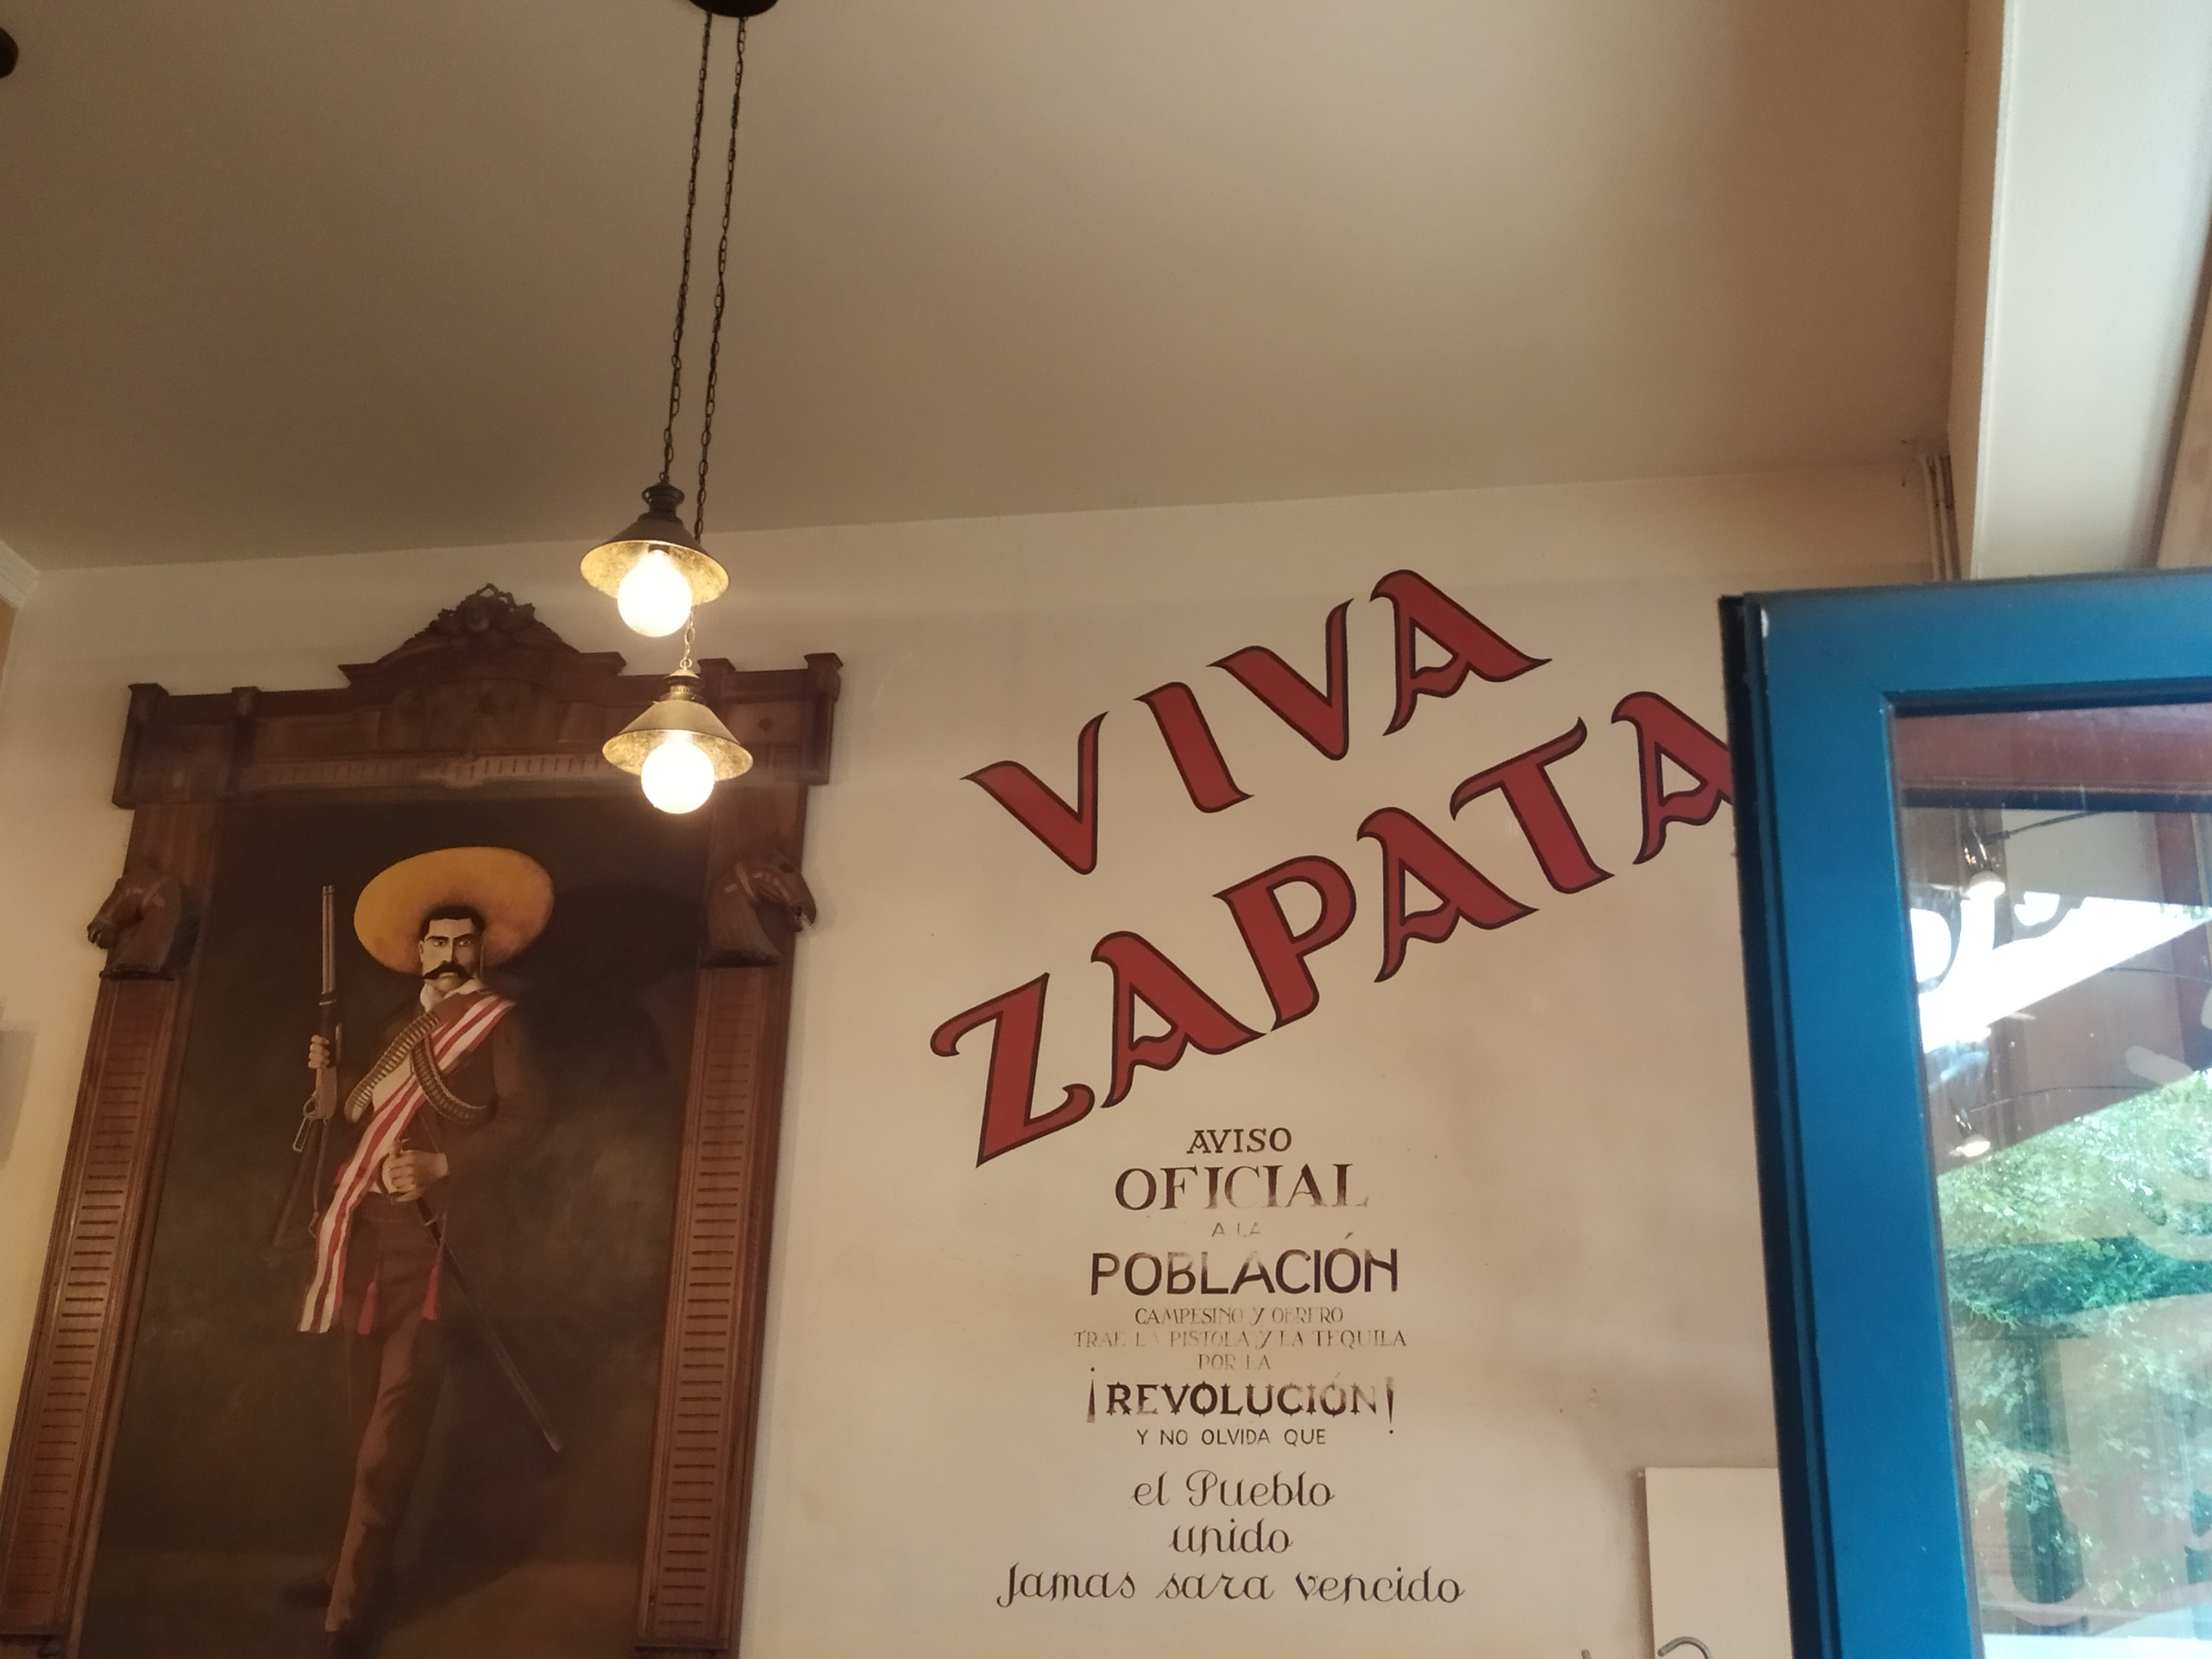 VIVA
ZAPATA
AVISO
OFICIAL
A LA
POBLACIÓN
CAMPESINO Y OBRERO
TRAE LA PISTOLA Y LA TEQUILA
POR LA
¡REVOLUCIÓN!
Y NO OLVIDA QUE
el Pueblo
unido
Jamas sara vencido